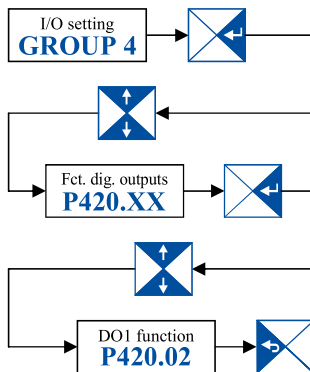 I/O setting
GROUP 4
Fct. dig. outputs
P420.XX
DO1 function
P420.02